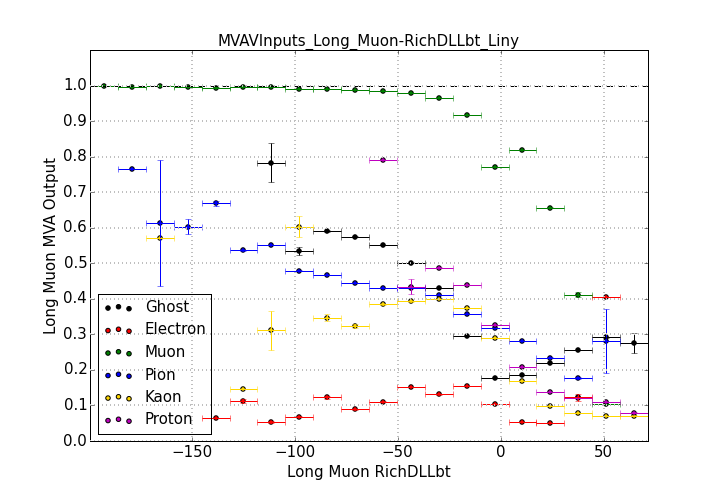 MVAVInputs_Long_Muon-RichDLLbt_Liny
1.0
0.9
0.8
0.7
0.6
0.5
0.4
0.3
0.2
0.1
0.0
Long Muon MVA Output
Ghost
Electron
Muon
Pion
Kaon
Proton
−150 −100 −50 0 50
Long Muon RichDLLbt